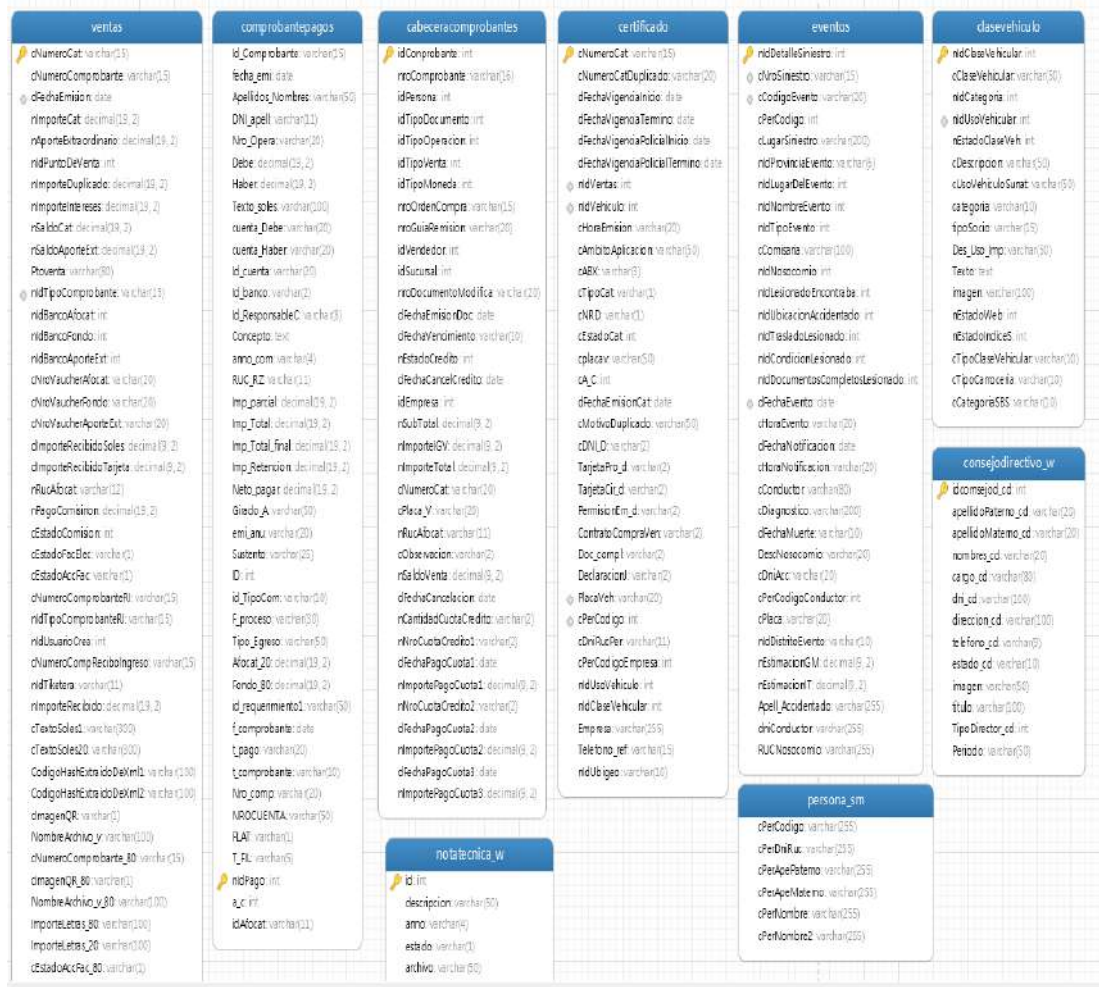 ventas
cNumeroCat: varchar(15)
cNumeroComprobante: varchar(15)
dFechaEmision: date
nImporteCat: decimal(19, 2)
nAporteExtraordinario: decimal(19, 2)
nIdPuntoDeVenta: int
nImporteDuplicado: decimal(19, 2)
nImporteIntereses: decimal(19, 2)
nSaldoCat: decimal(19, 2)
nSaldoAporteExt: decimal(19, 2)
Ptoventa: varchar(80)
nIdTipoComprobante: varchar(15)
nIdBancoAfocat: int
nIdBancoFondo: int
nIdBancoAporteExt: int
cNroVaucherAfocat: varchar(20)
cNroVaucherFondo: varchar(20)
cNroVaucherAporteExt: varchar(20)
dImporteRecibidoSoles: decimal(9, 2)
dImporteRecibidoTarjeta: decimal(9, 2)
nRucAfocat: varchar(12)
nPagoComision: decimal(19, 2)
cEstadoComision: int
cEstadoFacElec: varchar(1)
cEstadoAccFac: varchar(1)
cNumeroComprobanteRI: varchar(15)
nIdTipoComprobanteRI: varchar(15)
nIdUsuarioCrea: int
cNumeroCompReciboIngreso: varchar(15)
nIdTiketera: varchar(11)
nImporteRecibido: decimal(19, 2)
cTextoSoles1: varchar(300)
cTextoSoles20: varchar(300)
CodigoHashExtraidoDeXml1: varchar(100)
CodigoHashExtraidoDeXml2: varchar(100)
cImagenQR: varchar(1)
NombreArchivo_v: varchar(100)
cNumeroComprobante_80: varchar(15)
cImagenQR_80: varchar(1)
NombreArchivo_v_80: varchar(100)
ImporteLetras_80: varchar(100)
ImporteLetras_20: varchar(100)
cEstadoAccFac_80: varchar(1)
comprobantepagos
Id_Comprobante: varchar(15)
fecha_emi: date
Apellidos_Nombres: varchar(50)
DNI_apell: varchar(11)
Nro_Opera: varchar(20)
Debe: decimal(19, 2)
Haber: decimal(19, 2)
Texto_soles: varchar(100)
cuenta_Debe: varchar(20)
cuenta_Haber: varchar(20)
Id_cuenta: varchar(20)
Id_banco: varchar(2)
Id_ResponsableC: varchar(8)
Concepto: text
anno_com: varchar(4)
RUC_RZ: varchar(11)
Imp_parcial: decimal(19, 2)
Imp_Total: decimal(19, 2)
Imp_Total_final: decimal(19, 2)
Imp_Retencion: decimal(19, 2)
Neto_pagar: decimal(19, 2)
Girado_A: varchar(50)
emi_anu: varchar(20)
Sustento: varchar(25)
ID: int
id_TipoCom: varchar(10)
F_proceso: varchar(30)
Tipo_Egreso: varchar(50)
Afocat_20: decimal(19, 2)
Fondo_80: decimal(19, 2)
id_requerimiento1: varchar(50)
f_comprobante: date
t_pago: varchar(20)
t_comprobante: varchar(30)
Nro_comp: varchar(20)
NROCUENTA: varchar(50)
FLAT: varchar(1)
T_FIL: varchar(5)
nIdPago: int
a_c: int
idAfocat: varchar(11)
cabeceracomprobantes
idConprobante: int
nroComprobante: varchar(16)
idPersona: int
idTipoDocumento: int
idTipoOperacion: int
idTipoVenta: int
idTipoMoneda: int
nroOrdenCompra: varchar(15)
nroGuiaRemision: varchar(20)
idVendedor: int
idSucursal: int
nroDocumentoModifica: varchar(20)
dFechaEmisionDoc: date
dFechaVencimiento: varchar(10)
nEstadoCredito: int
dFechaCancelCredito: date
idEmpresa: int
nSubTotal: decimal(9, 2)
nImporteIGV: decimal(9, 2)
nImporteTotal: decimal(9, 2)
cNumeroCat: varchar(20)
cPlaca_V: varchar(20)
nRucAfocat: varchar(11)
cObservacion: varchar(2)
nSaldoVenta: decimal(9, 2)
dFechaCancelacion: date
nCantidadCuotaCredito: varchar(2)
nNroCuotaCredito1: varchar(2)
dFechaPagoCuota1: date
nImportePagoCuota1: decimal(9, 2)
nNroCuotaCredito2: varchar(2)
dFechaPagoCuota2: date
nImportePagoCuota2: decimal(9, 2)
dFechaPagoCuota3: date
nImportePagoCuota3: decimal(9, 2)
notatecnica_w
id: int
descripcion: varchar(50)
anno: varchar(4)
estado: varchar(1)
archivo: varchar(50)
certificado
cNumeroCat: varchar(15)
cNumeroCatDuplicado: varchar(20)
dFechaVigenciaInicio: date
dFechaVigenciaTermino: date
dFechaVigenciaPolicialInicio: date
dFechaVigenciaPolicialTermino: date
nIdVentas: int
nIdVehiculo: int
cHoraEmision: varchar(20)
cAmbitoAplicacion: varchar(50)
cABX: varchar(3)
cTipoCat: varchar(1)
cNRD: varchar(1)
cEstadoCat: int
cplacav: varchar(50)
cA_C: int
dFechaEmisionCat: date
cMotivoDuplicado: varchar(50)
cDNI_D: varchar(2)
TarjetaPro_d: varchar(2)
TarjetaCir_d: varchar(2)
PermisionEm_d: varchar(2)
ContratoCompraVen: varchar(2)
Doc_compl: varchar(2)
DeclaracionJ: varchar(2)
PlacaVeh: varchar(20)
cPerCodigo: int
cDniRucPer: varchar(11)
cPerCodigoEmpresa: int
nIdUsoVehiculo: int
nIdClaseVehicular: int
Empresa: varchar(255)
Telefono_ref: varchar(15)
nIdUbigeo: varchar(10)
eventos
nIdDetalleSiniestro: int
cNroSiniestro: varchar(15)
cCodigoEvento: varchar(20)
cPerCodigo: int
cLugarSiniestro: varchar(200)
nIdProvinciaEvento: varchar(6)
nIdLugarDelEvento: int
nIdNombreEvento: int
nIdTipoEvento: int
cComisaria: varchar(100)
nIdNosocomio: int
nIdLesionadoEncontraba: int
nIdUbicacionAccidentado: int
nIdTrasladoLesionado: int
nIdCondicionLesionado: int
nIdDocumentosCompletosLesionado: int
dFechaEvento: date
cHoraEvento: varchar(20)
dFechaNotificacion: date
cHoraNotificacion: varchar(20)
cConductor: varchar(80)
cDiagnostico: varchar(200)
dFechaMuerte: varchar(10)
DescNosocomio: varchar(20)
cDniAcc: varchar(20)
cPerCodigoConductor: int
cPlaca: varchar(20)
nIdDistritoEvento: varchar(10)
nEstimacionGM: decimal(9, 2)
nEstimacionIT: decimal(9, 2)
Apell_Accidentado: varchar(255)
dniConductor: varchar(255)
RUCNosocomio: varchar(255)
persona_sm
cPerCodigo: varchar(255)
cPerDniRuc: varchar(255)
cPerApePaterno: varchar(255)
cPerApeMaterno: varchar(255)
cPerNombre: varchar(255)
cPerNombre2: varchar(255)
clasevehiculo
nIdClaseVehicular: int
cClaseVehicular: varchar(30)
nIdCategoria: int
nIdUsoVehicular: int
nEstadoClaseVeh: int
cDescripcion: varchar(50)
cUsoVehiculoSunat: varchar(50)
categoria: varchar(10)
tipoSocio: varchar(15)
Des_Uso_Imp: varchar(30)
Texto: text
imagen: varchar(100)
nEstadoWeb: int
nEstadoIndiceS: int
cTipoClaseVehicular: varchar(10)
cTipoCarroceria: varchar(10)
cCategoriaSBS: varchar(10)
consejodirectivo_w
idcomsejod_cd: int
apellidoPaterno_cd: varchar(20)
apellidoMaterno_cd: varchar(20)
nombres_cd: varchar(20)
cargo_cd: varchar(80)
dni_cd: varchar(100)
direccion_cd: varchar(100)
telefono_cd: varchar(9)
estado_cd: varchar(10)
imagen: varchar(50)
titulo: varchar(100)
TipoDirector_cd: int
Periodo: varchar(50)